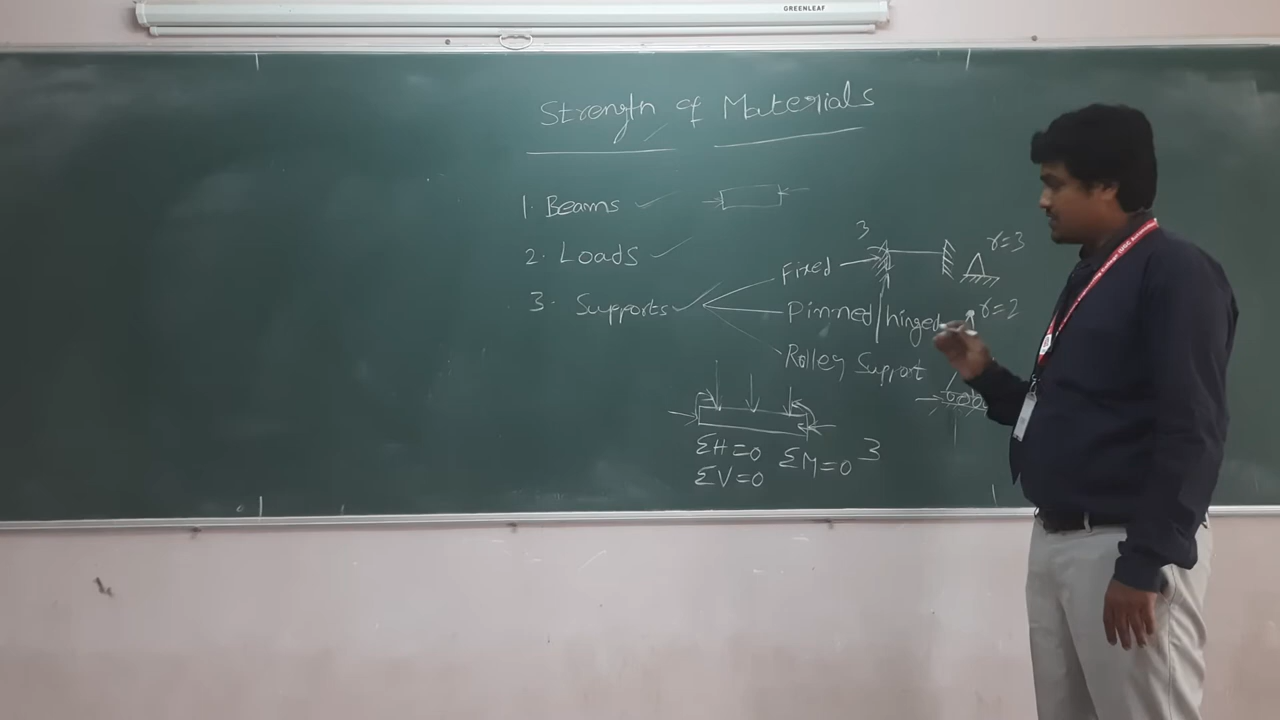 GREENLEAF
Strength of Materials
1. Beams
2. Loads
3. Supports
3
Fixed
r=3
Pinned/hinged
r=2
Rolley Support
ΣH=0
ΣM=0 3
ΣV=0